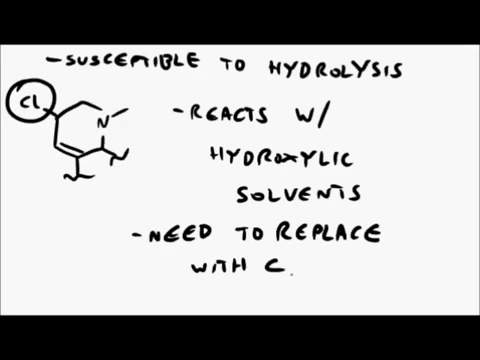 -SUSCEPTIBLE TO HYDROLYSIS
Cl
N
-REACTS W/
HYDROXYLIC
SOLVENTS
-NEED TO REPLACE
WITH C